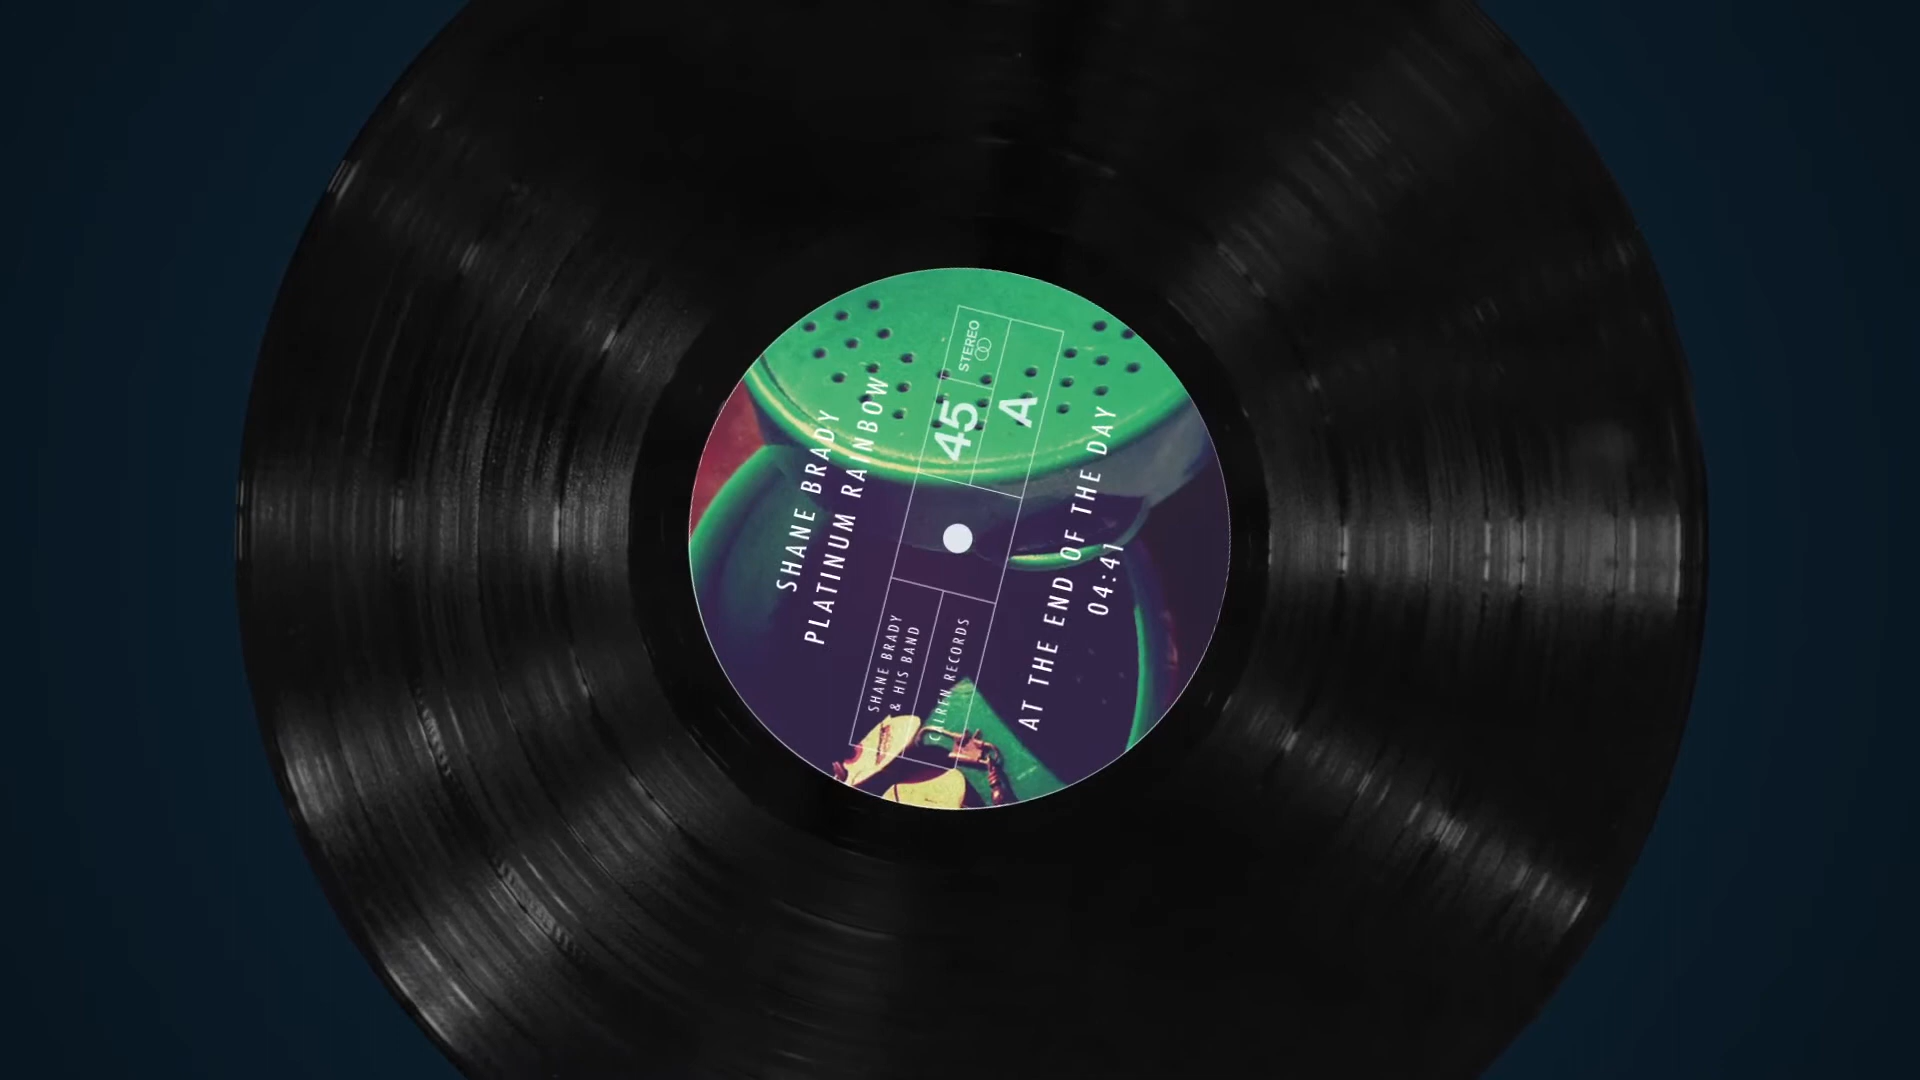 SHANE BRADY
PLATINUM RAINBOW
SHANE BRADY
& HIS BAND
45
STEREO
RECORDS
A
AT THE END OF THE DAY
04:41